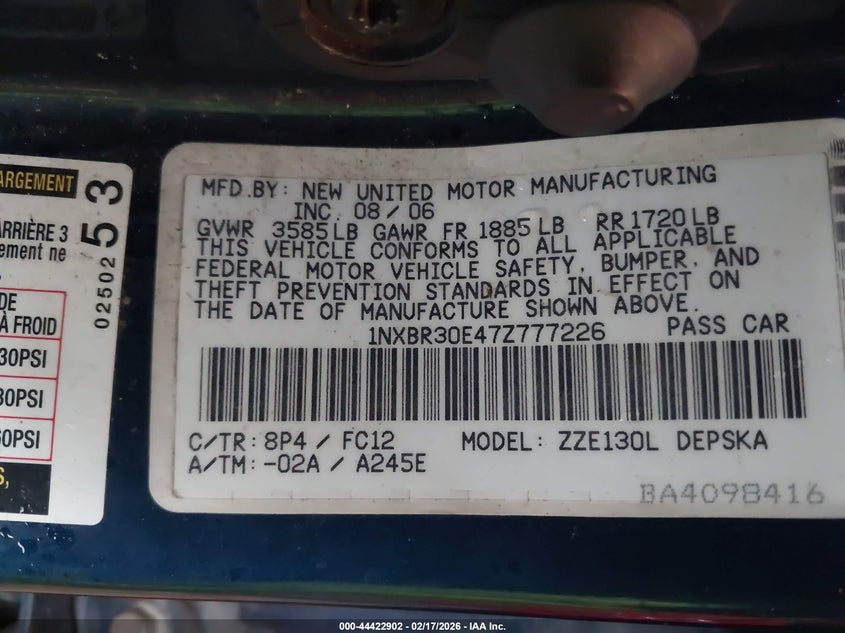 ARGEMENT
ARRIÈRE 3
ement ne
DE
À FROID
30PSI
30PSI
60PSI
S,
02502 53
MFD.BY: NEW UNITED MOTOR MANUFACTURING
INC. 08/06
GVWR 3585LB GAWR FR 1885LB RR1720LB
THIS VEHICLE CONFORMS TO ALL APPLICABLE
FEDERAL MOTOR VEHICLE SAFETY, BUMPER, AND
THEFT PREVENTION STANDARDS IN EFFECT ON
THE DATE OF MANUFACTURE SHOWN ABOVE.
1NXBR30E47Z777226 PASS CAR
C/TR: 8P4 / FC12 MODEL: ZZE130L DEPSKA
A/TM: -02A / A245E
BA4098416
000-44422902 - 02/17/2026 - IAA Inc.